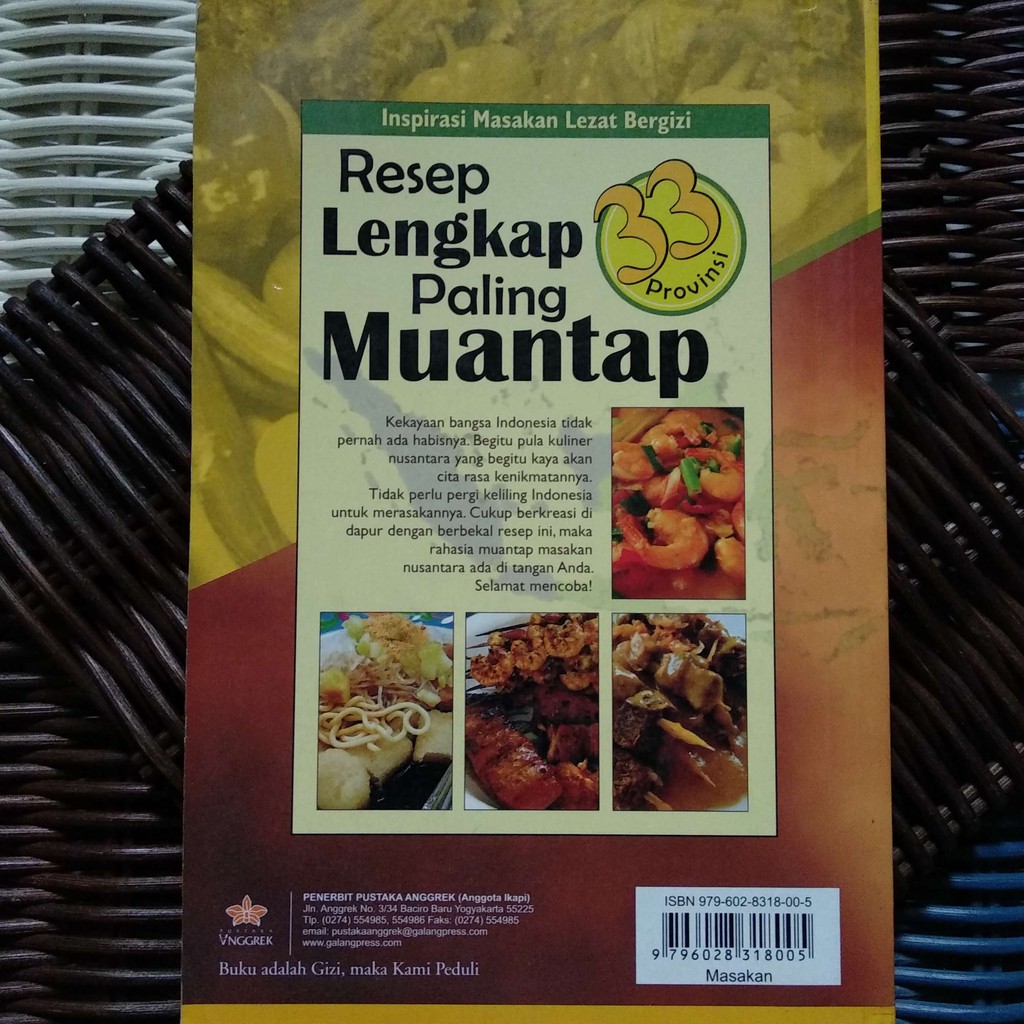 Inspirasi Masakan Lezat Bergizi
Resep
Lengkap
Paling
Muantap
33
Provinsi
Kekayaan bangsa Indonesia tidak
pernah ada habisnya. Begitu pula kuliner
nusantara yang begitu kaya akan
cita rasa kenikmatannya.
Tidak perlu pergi keliling Indonesia
untuk merasakannya. Cukup berkreasi di
dapur dengan berbekal resep ini, maka
rahasia muantap masakan
nusantara ada di tangan Anda.
Selamat mencoba!
PUSTAKA
ANGGREK
PENERBIT PUSTAKA ANGGREK (Anggota Ikapi)
Jln. Anggrek No. 3/34 Baciro Baru Yogyakarta 55225
Tlp. (0274) 554985, 554986 Faks: (0274) 554985
email: pustakaanggrek@galangpress.com
www.galangpress.com
Buku adalah Gizi, maka Kami Peduli
ISBN 979-602-8318-00-5
9 796028 318005
Masakan